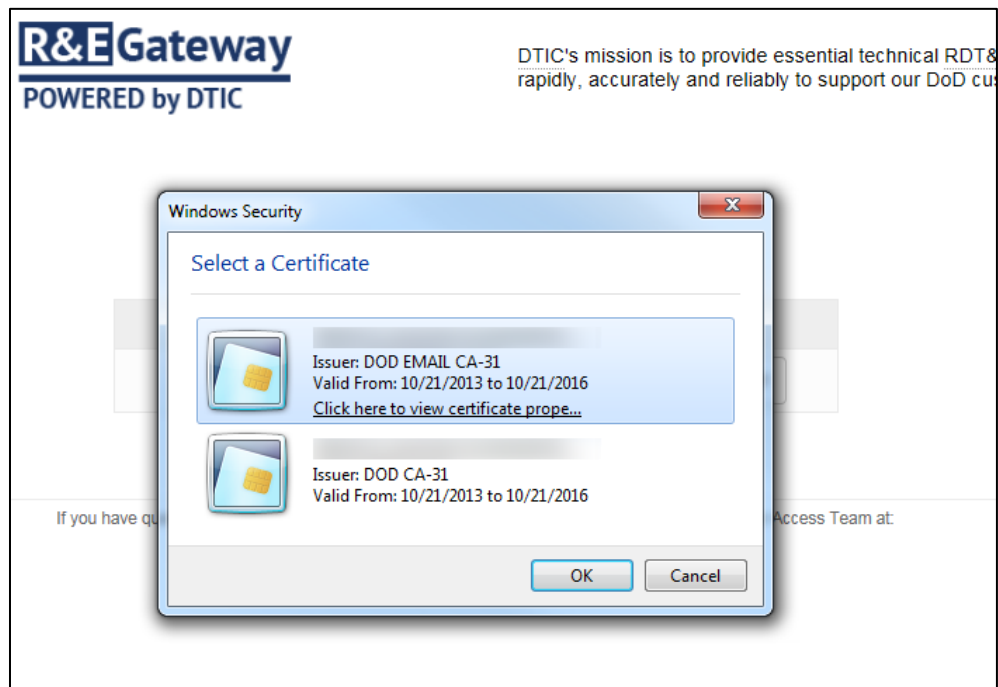 R&E Gateway
POWERED by DTIC
DTIC's mission is to provide essential technical RDT&
rapidly, accurately and reliably to support our DoD cu
Windows Security
Select a Certificate
Issuer: DOD EMAIL CA-31
Valid From: 10/21/2013 to 10/21/2016
Click here to view certificate prope...
Issuer: DOD CA-31
Valid From: 10/21/2013 to 10/21/2016
If you have qu Access Team at:
OK Cancel